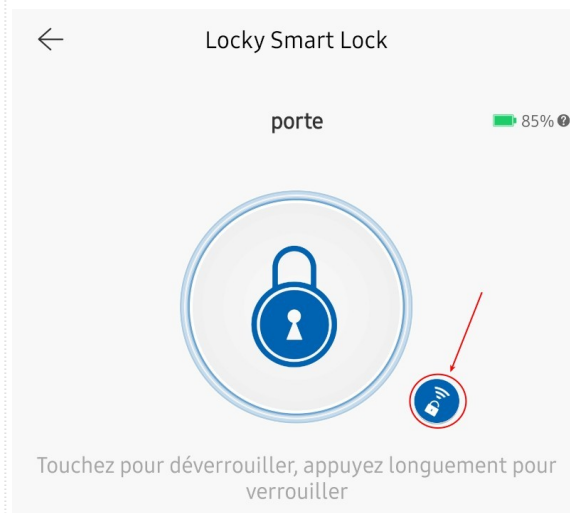 Locky Smart Lock
porte
85%
Touchez pour déverrouiller, appuyez longuement pour
verrouiller